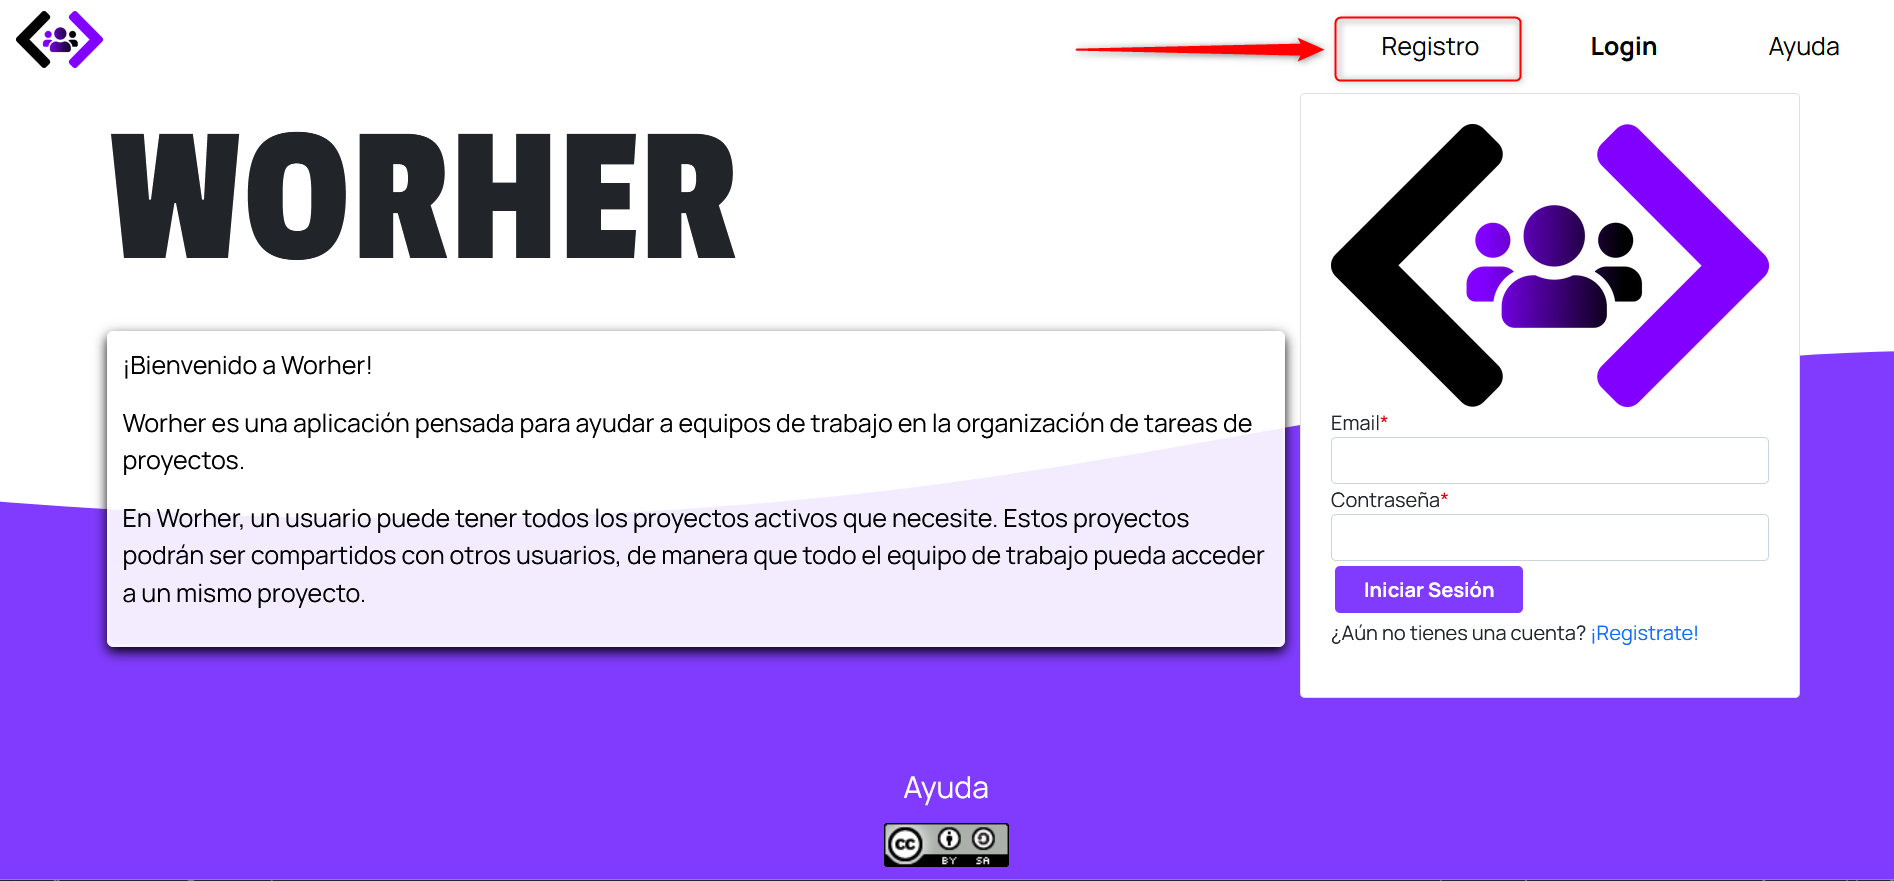 Registro
Login
Ayuda
WORHER
¡Bienvenido a Worher!
Worher es una aplicación pensada para ayudar a equipos de trabajo en la organización de tareas de
proyectos.
En Worher, un usuario puede tener todos los proyectos activos que necesite. Estos proyectos
podrán ser compartidos con otros usuarios, de manera que todo el equipo de trabajo pueda acceder
a un mismo proyecto.
Email*
Contraseña*
Iniciar Sesión
¿Aún no tienes una cuenta? ¡Registrate!
Ayuda
cc BY SA